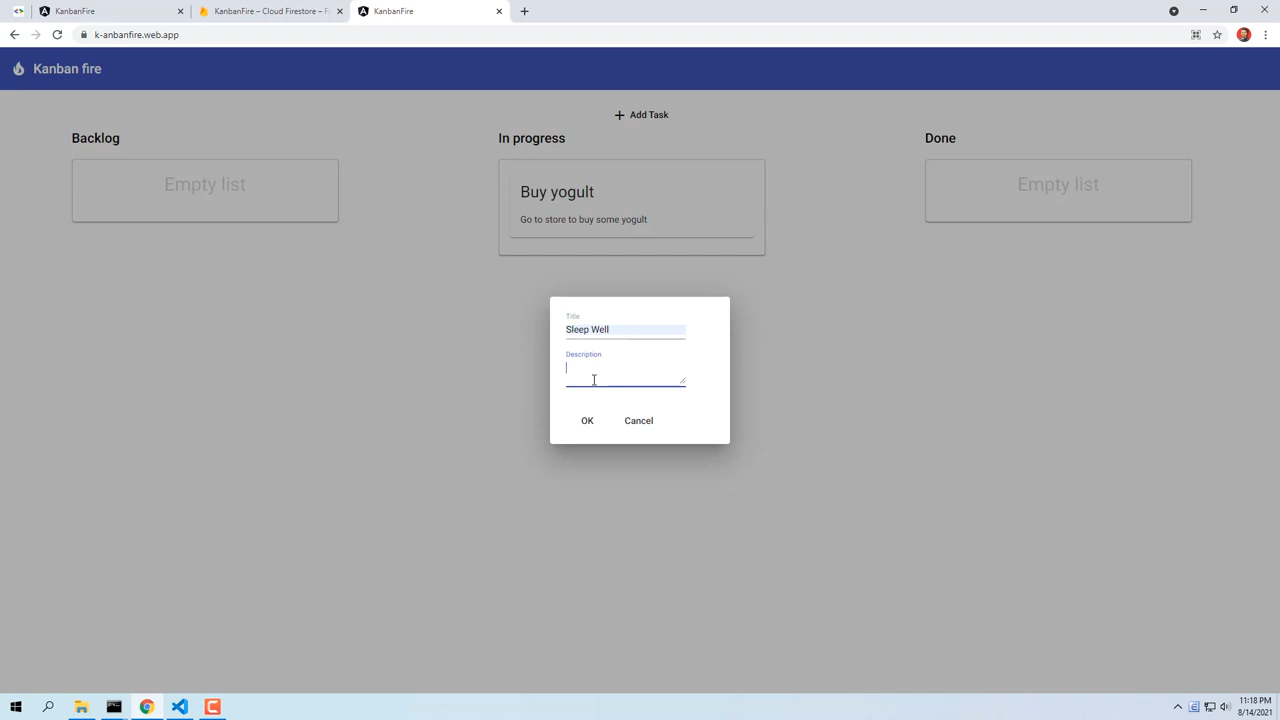 KanbanFire
KanbanFire – Cloud Firestore – F
KanbanFire
k-anbanfire.web.app
Kanban fire
Add Task
Backlog
In progress
Done
Empty list
Buy yogult
Go to store to buy some yogult
Empty list
Title
Sleep Well
Description
OK
Cancel
11:18 PM
8/14/2021